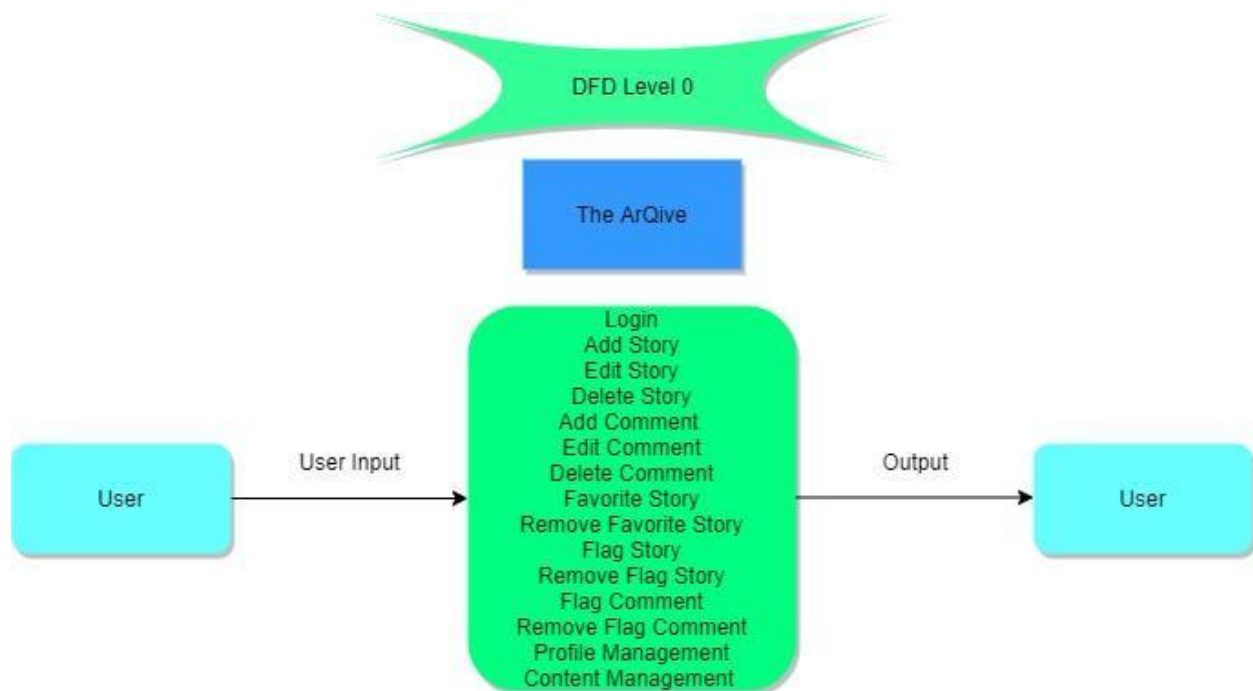 DFD Level 0
The ArQive
User
User Input
Login
Add Story
Edit Story
Delete Story
Add Comment
Edit Comment
Delete Comment
Favorite Story
Remove Favorite Story
Flag Story
Remove Flag Story
Flag Comment
Remove Flag Comment
Profile Management
Content Management
Output
User